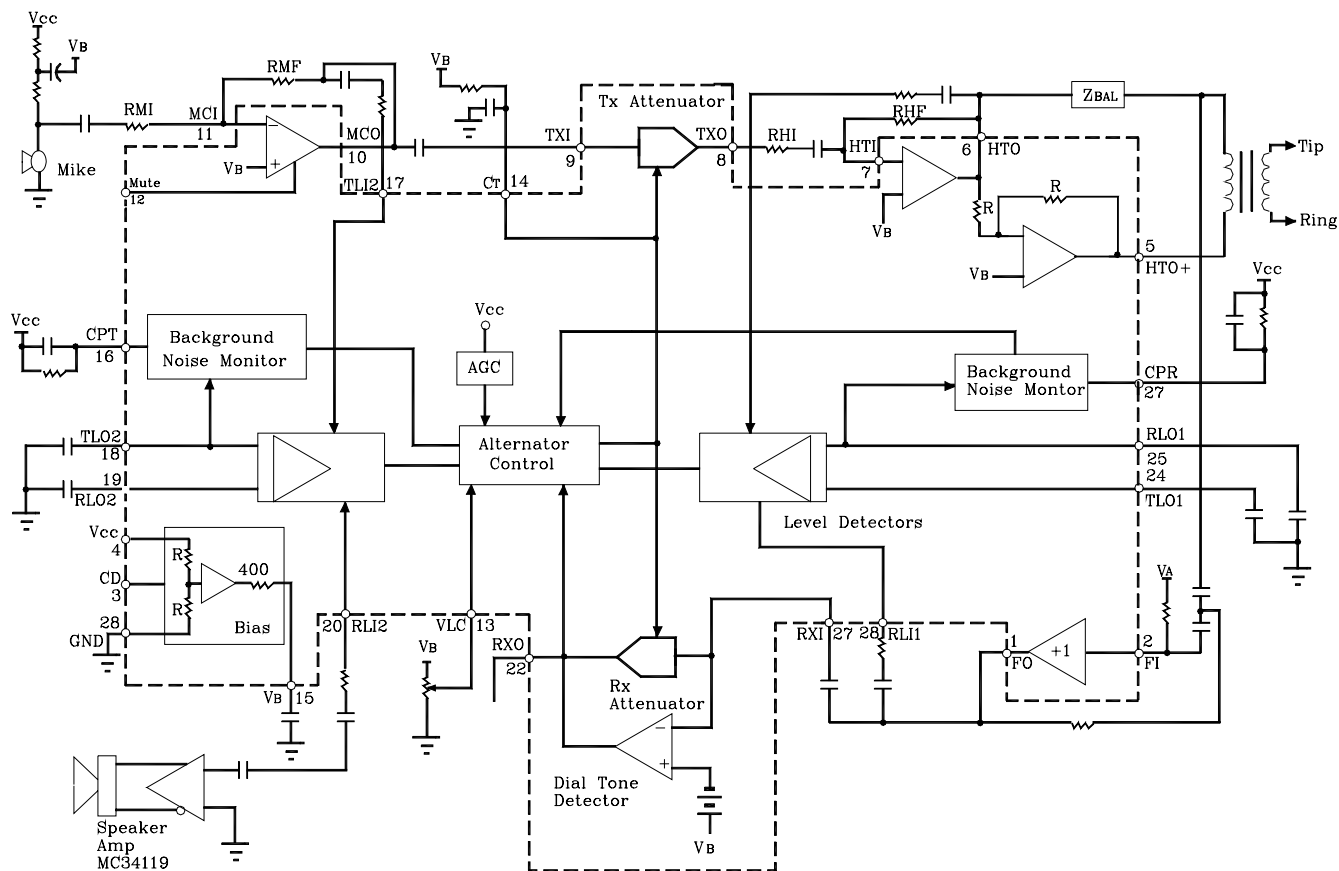 Vcc
VB
RMF
RMI
MCI
11
Mike
VB
MCO
10
Mute
12
TLI2
17
VB
CT
14
Tx Attenuator
TXI
9
TXO
8
RHI
RHF
HTI
7
6
HTO
VB
R
R
VB
5
HTO+
ZBAL
Tip
Ring
Vcc
Vcc
CPT
16
Background
Noise Monitor
Vcc
AGC
Alternator
Control
Background
Noise Montor
CPR
27
TLO2
18
19
RLO2
RLO1
25
24
TLO1
Level Detectors
Vcc
4
CD
3
28
GND
R
R
400
Bias
VB
15
20
RLI2
VLC
13
VB
RXO
22
Rx
Attenuator
RXI
27
28
RLI1
1
FO
+1
2
FI
VA
Dial Tone
Detector
−
+
VB
−
+
Speaker
Amp
MC34119